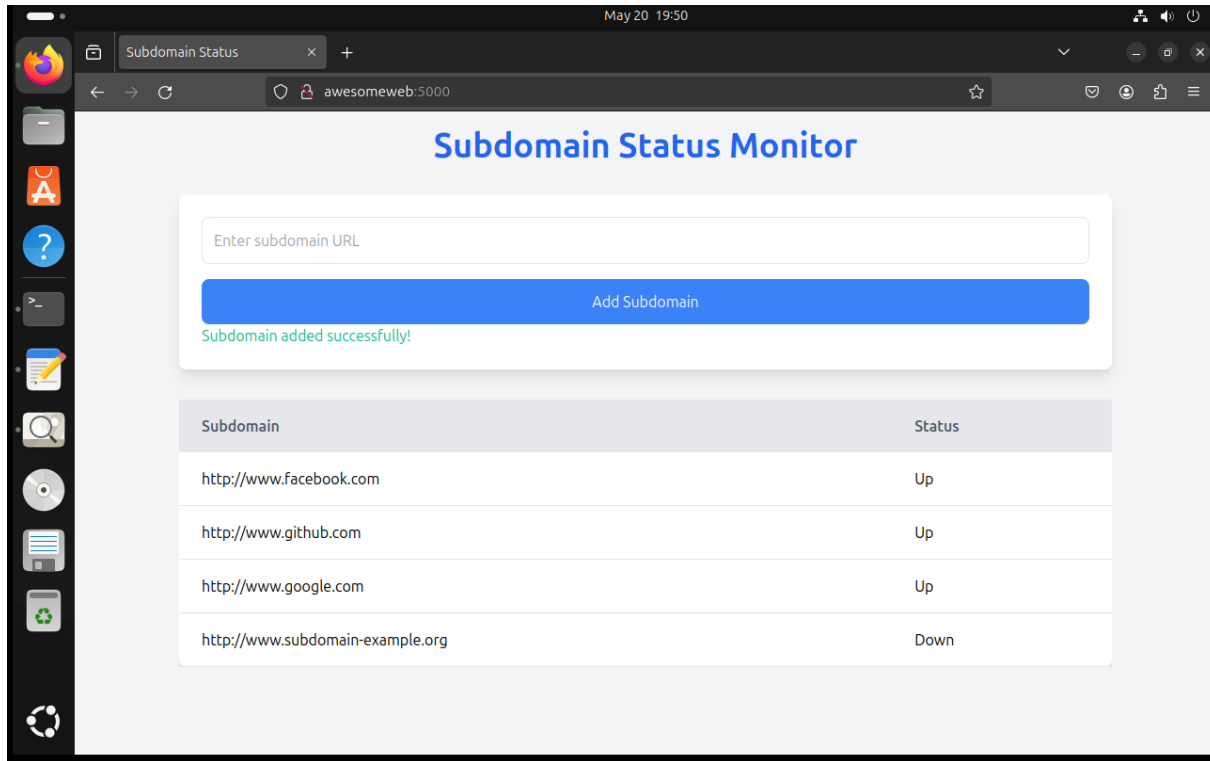 May 20 19:50
Subdomain Status
awesomeweb:5000
Subdomain Status Monitor
Enter subdomain URL
Add Subdomain
Subdomain added successfully!
Subdomain Status
http://www.facebook.com Up
http://www.github.com Up
http://www.google.com Up
http://www.subdomain-example.org Down